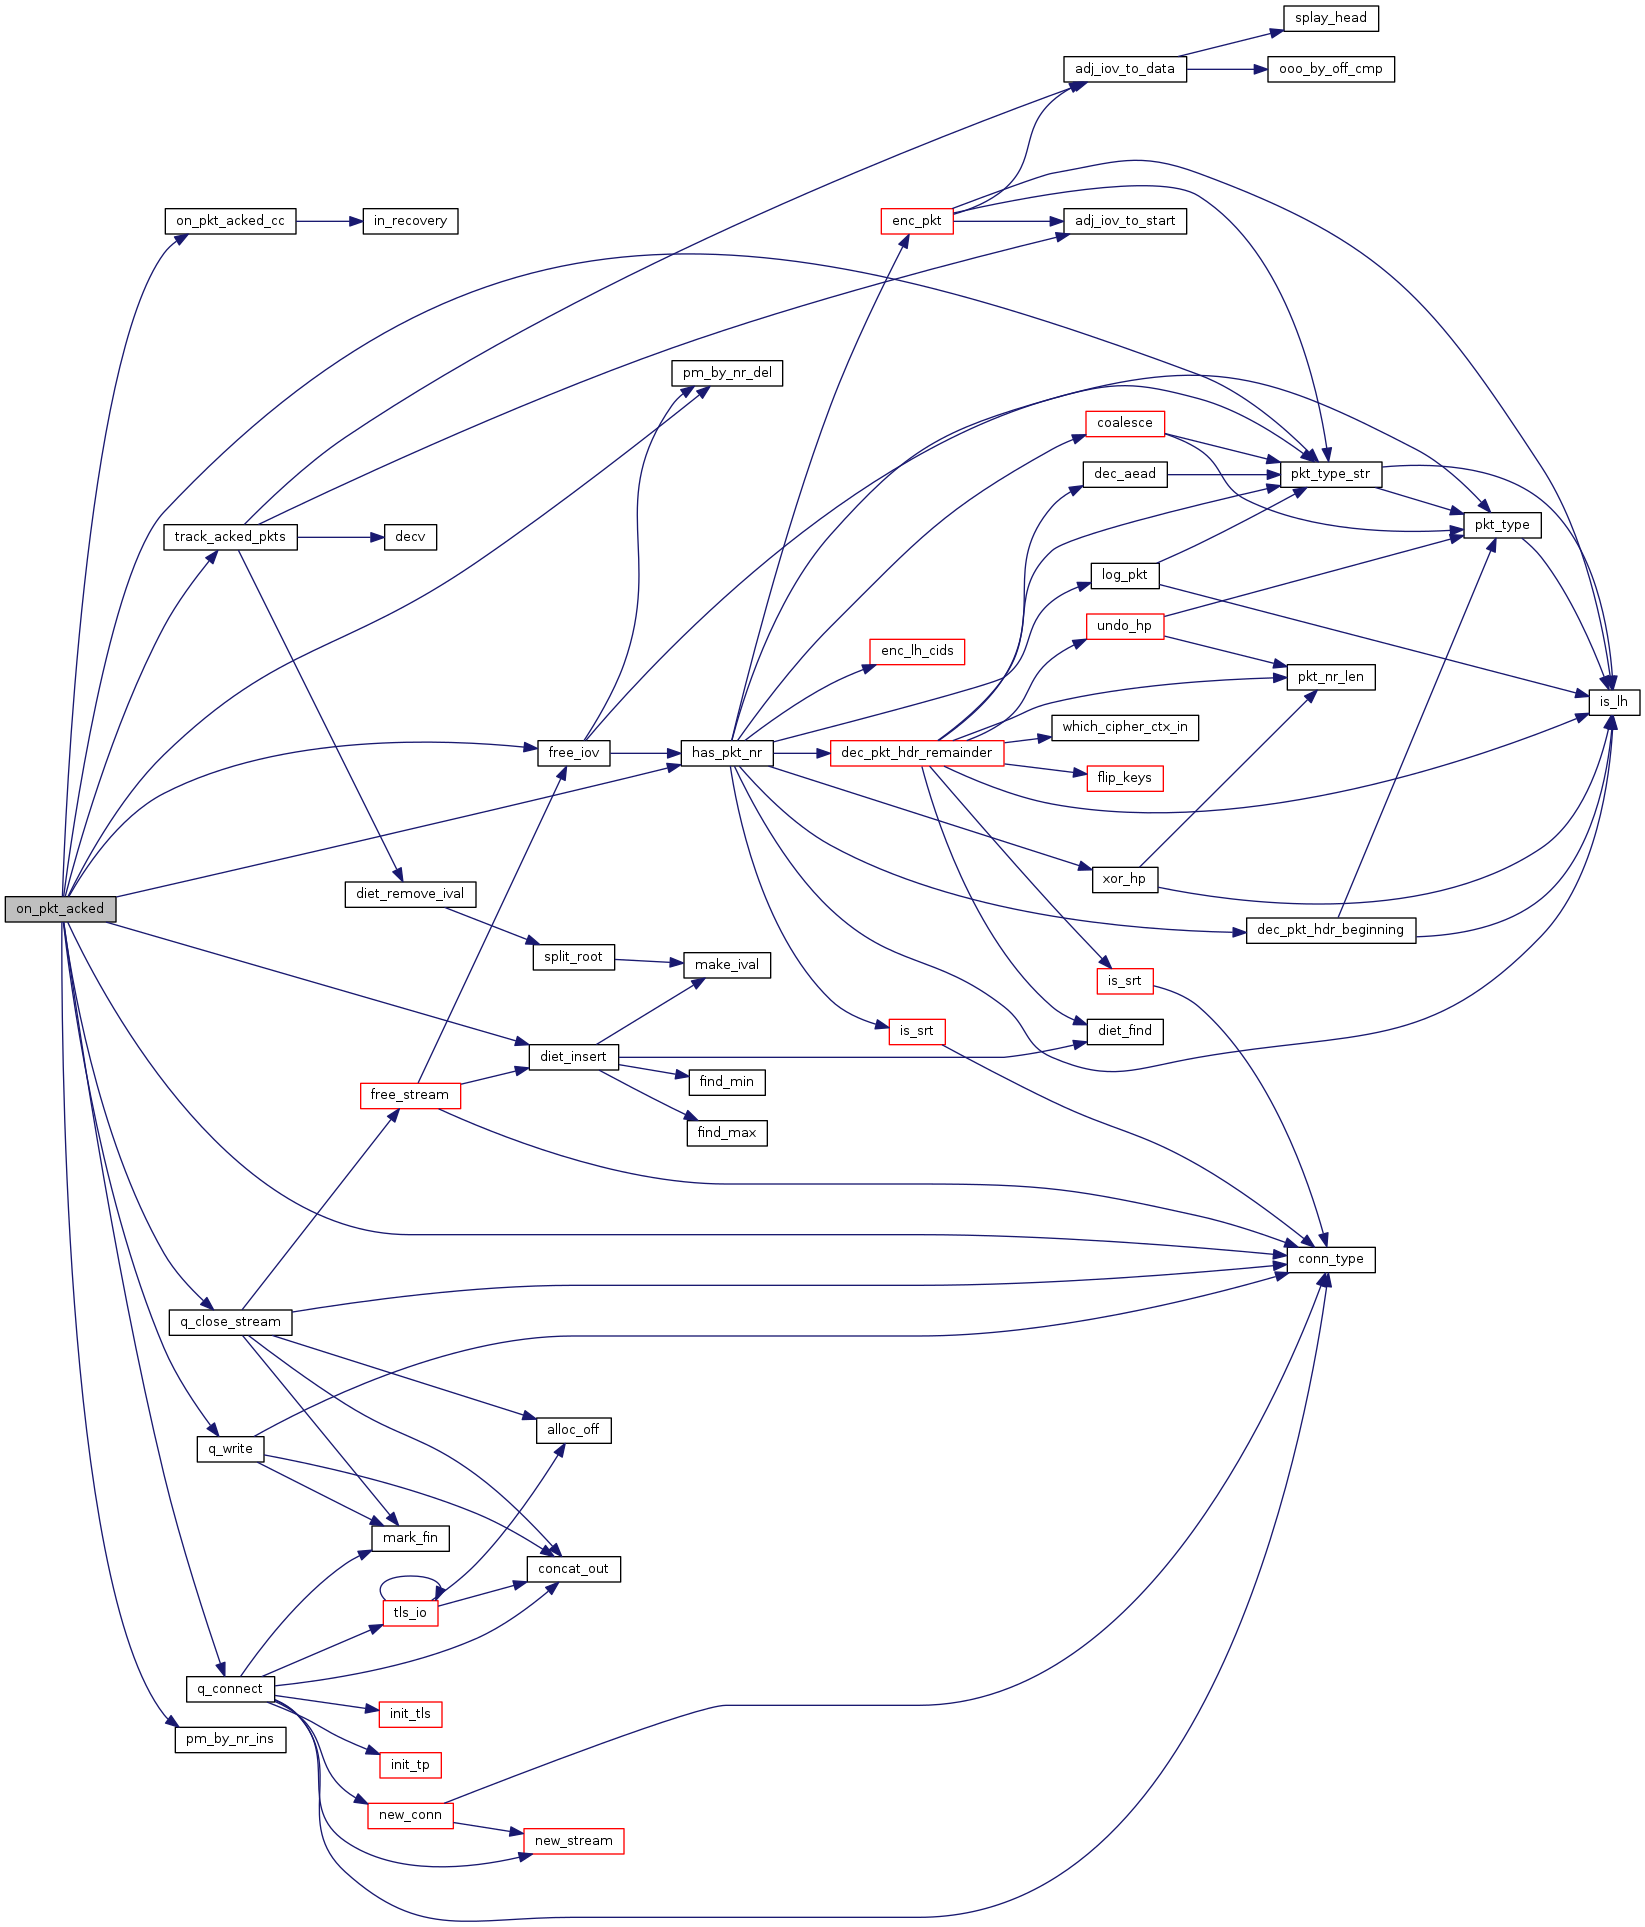 splay_head
adj_iov_to_data
ooo_by_off_cmp
on_pkt_acked_cc
in_recovery
enc_pkt
adj_iov_to_start
pm_by_nr_del
coalesce
dec_aead
pkt_type_str
track_acked_pkts
decv
pkt_type
log_pkt
undo_hp
enc_lh_cids
pkt_nr_len
is_lh
which_cipher_ctx_in
free_iov
has_pkt_nr
dec_pkt_hdr_remainder
flip_keys
xor_hp
diet_remove_ival
on_pkt_acked
dec_pkt_hdr_beginning
split_root
make_ival
is_srt
is_srt
diet_find
diet_insert
find_min
free_stream
find_max
conn_type
q_close_stream
alloc_off
q_write
mark_fin
concat_out
tls_io
q_connect
init_tls
pm_by_nr_ins
init_tp
new_conn
new_stream